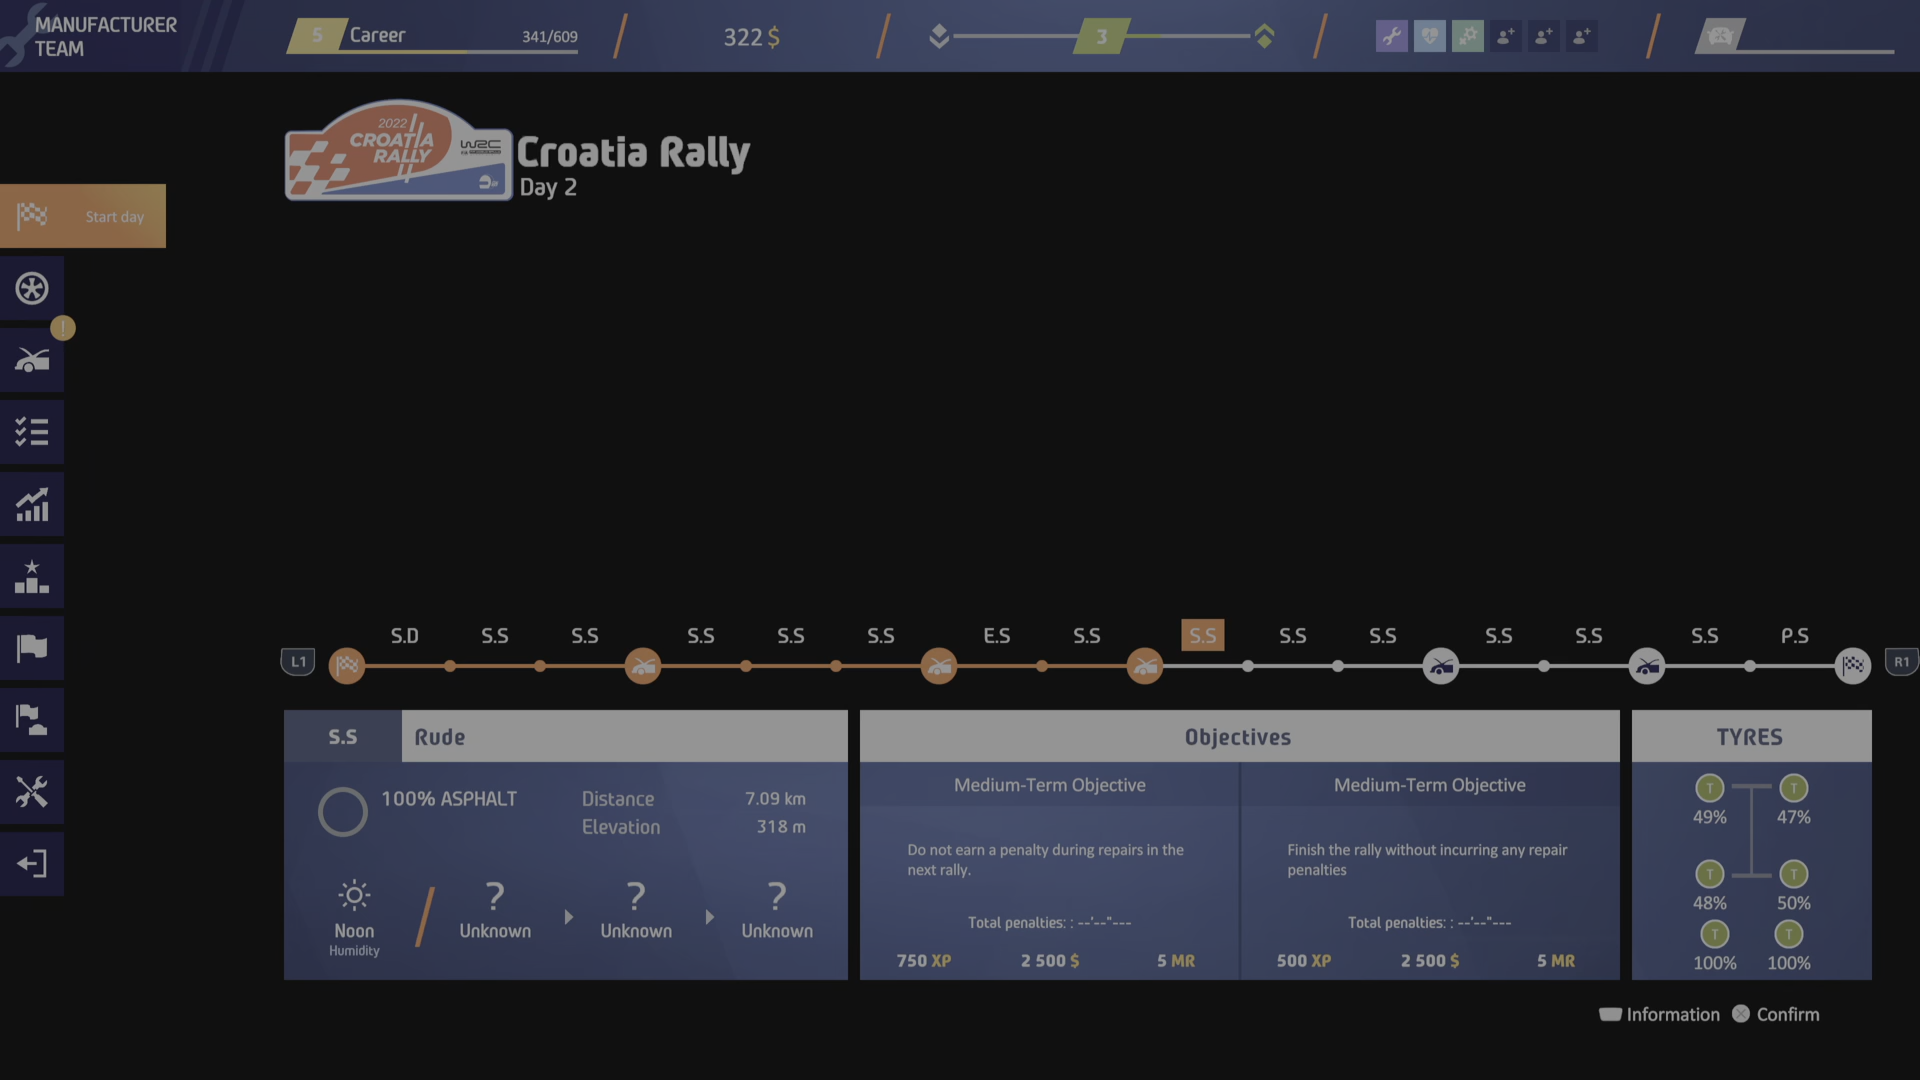 MANUFACTURER
TEAM
5 Career 341/609
322 $
3
2022
CROATIA
RALLY
WRC
Croatia Rally
Day 2
Start day
!
S.D S.S S.S S.S S.S S.S E.S S.S S.S S.S S.S S.S S.S S.S P.S
L1 R1
S.S Rude
100% ASPHALT
Distance 7.09 km
Elevation 318 m
Noon
Humidity
? ? ?
Unknown Unknown Unknown
Objectives
Medium-Term Objective
Do not earn a penalty during repairs in the
next rally.
Total penalties: : --'--"---
750 XP 2 500 $ 5 MR
Medium-Term Objective
Finish the rally without incurring any repair
penalties
Total penalties: : --'--"---
500 XP 2 500 $ 5 MR
TYRES
T T
49% 47%
T T
48% 50%
T T
100% 100%
Information Confirm